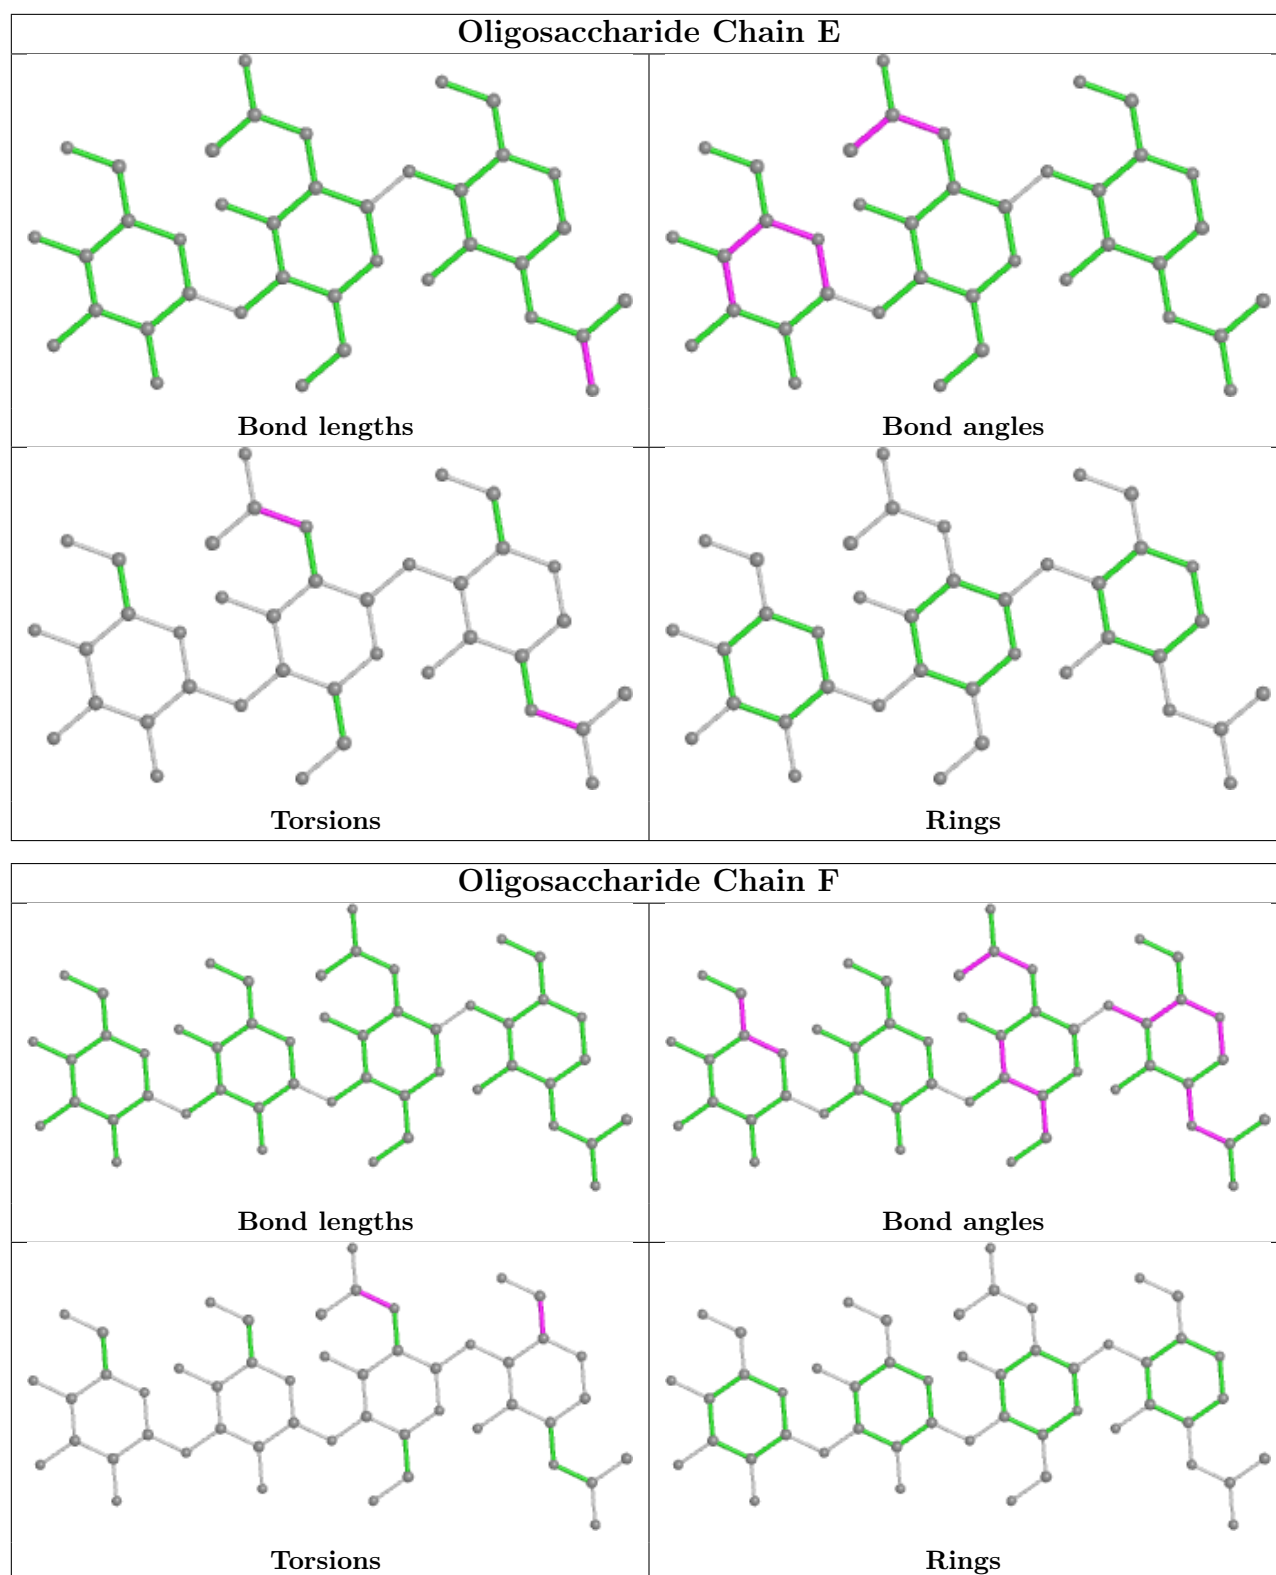 Oligosaccharide Chain E
Bond lengths
Bond angles
Torsions
Rings
Oligosaccharide Chain F
Bond lengths
Bond angles
Torsions
Rings